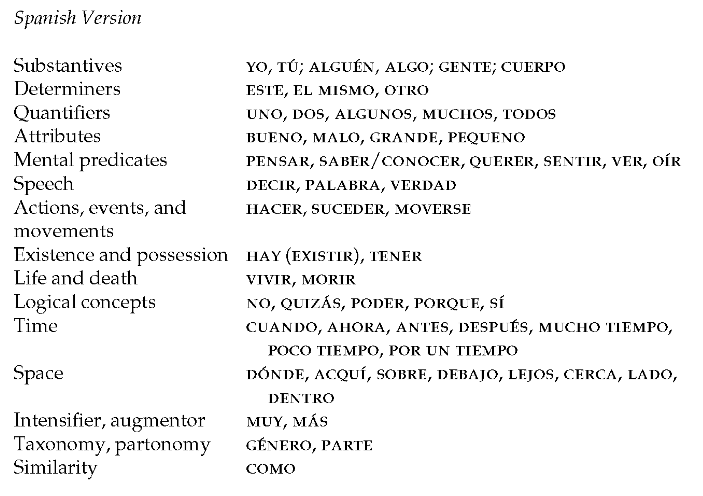 Spanish Version
Substantives YO, TÚ; ALGUÉN, ALGO; GENTE; CUERPO
Determiners ESTE, EL MISMO, OTRO
Quantifiers UNO, DOS, ALGUNOS, MUCHOS, TODOS
Attributes BUENO, MALO, GRANDE, PEQUENO
Mental predicates PENSAR, SABER/CONOCER, QUERER, SENTIR, VER, OÍR
Speech DECIR, PALABRA, VERDAD
Actions, events, and HACER, SUCEDER, MOVERSE
movements
Existence and possession HAY (EXISTIR), TENER
Life and death VIVIR, MORIR
Logical concepts NO, QUIZÁS, PODER, PORQUE, SÍ
Time CUANDO, AHORA, ANTES, DESPUÉS, MUCHO TIEMPO,
POCO TIEMPO, POR UN TIEMPO
Space DÓNDE, ACQUÍ, SOBRE, DEBAJO, LEJOS, CERCA, LADO,
DENTRO
Intensifier, augmentor MUY, MÁS
Taxonomy, partonomy GÉNERO, PARTE
Similarity COMO